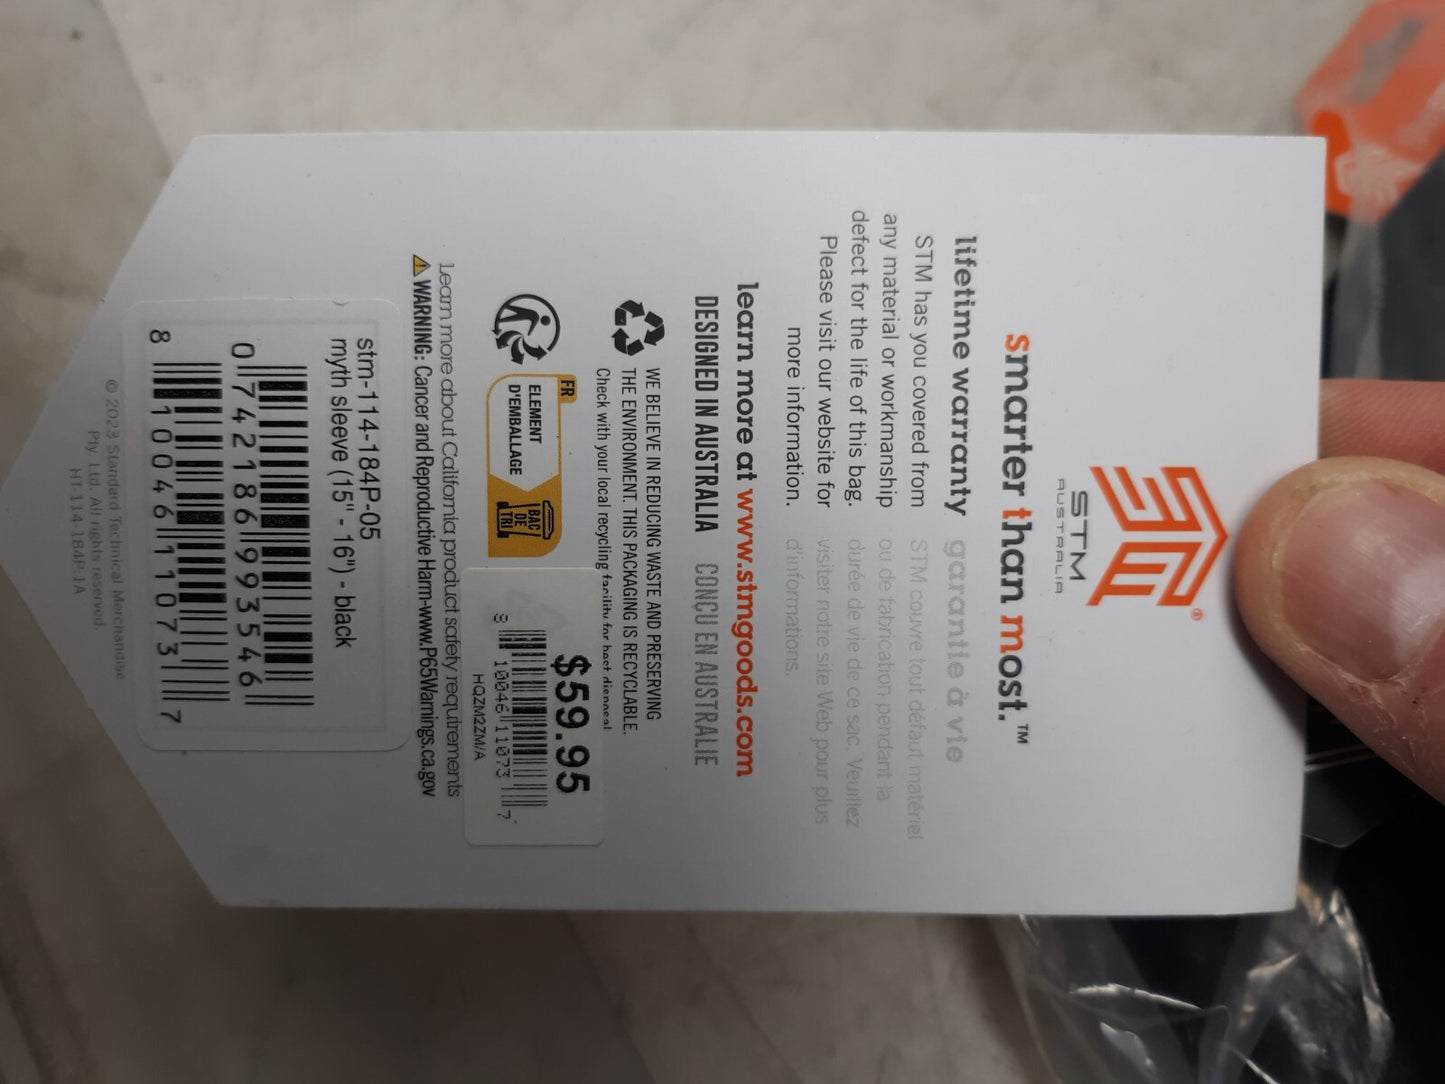 STM
AUSTRALIA
®
smarter than most.™
lifetime warranty
STM has you covered from
any material or workmanship
defect for the life of this bag.
Please visit our website for
more information.
garantie à vie
STM couvre tout défaut matériel
ou de fabrication pendant la
durée de vie de ce sac. Veuillez
visiter notre site Web pour plus
d'informations.
learn more at www.stmgoods.com
DESIGNED IN AUSTRALIA CONÇU EN AUSTRALIE
WE BELIEVE IN REDUCING WASTE AND PRESERVING
THE ENVIRONMENT. THIS PACKAGING IS RECYCLABLE.
Check with your local recycling facility for best disposal
FR
ELEMENT
D'EMBALLAGE
BAC
DE
TRI
$59.95
8 10046 11073 7
HQZM2ZM/A
Learn more about California product safety requirements
WARNING: Cancer and Reproductive Harm-www.P65Warnings.ca.gov
stm-114-184P-05
myth sleeve (15" - 16") - black
0742186993546
8 10046 11073 7
© 2023 Standard Technical Merchandise
Pty Ltd. All rights reserved.
HT-114-184P-1A